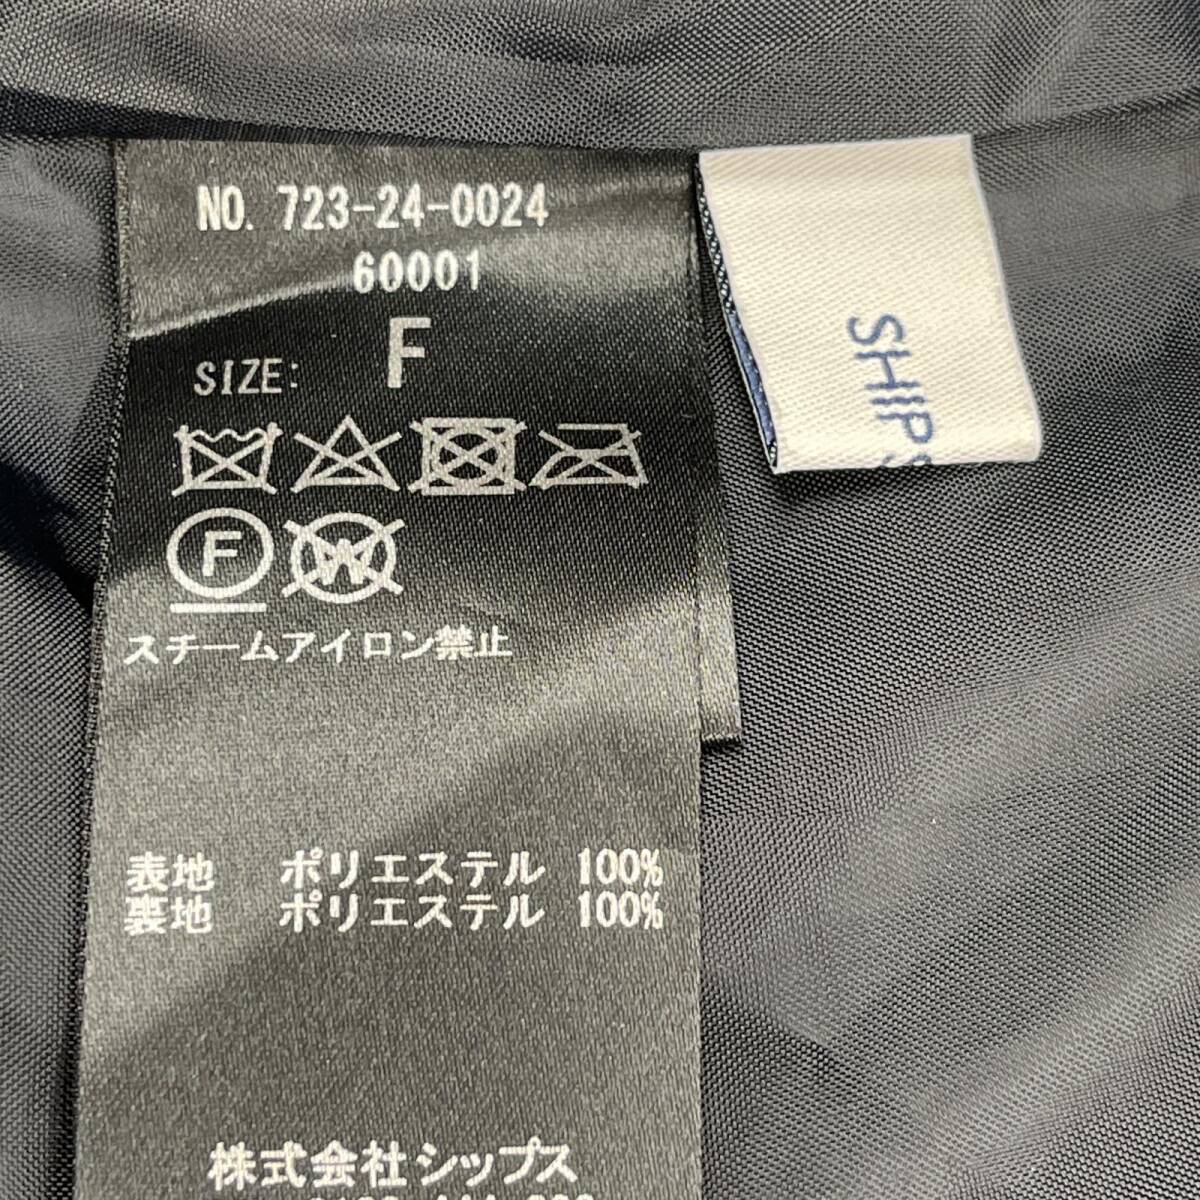 NO. 723-24-0024
60001
SIZE: F
F
W
スチームアイロン禁止
表地 ポリエステル 100%
裏地 ポリエステル 100%
株式会社シップス
SHIPS